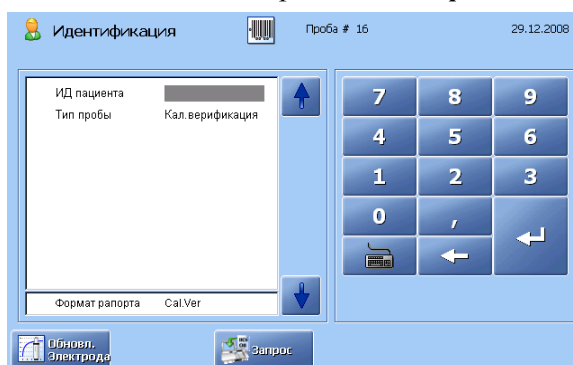 Идентификация Проба # 16 29.12.2008
ИД пациента
Тип пробы Кал.верификация
Формат рапорта Cal.Ver
7 8 9
4 5 6
1 2 3
0 ,
Обновл.
Электрода
Запрос